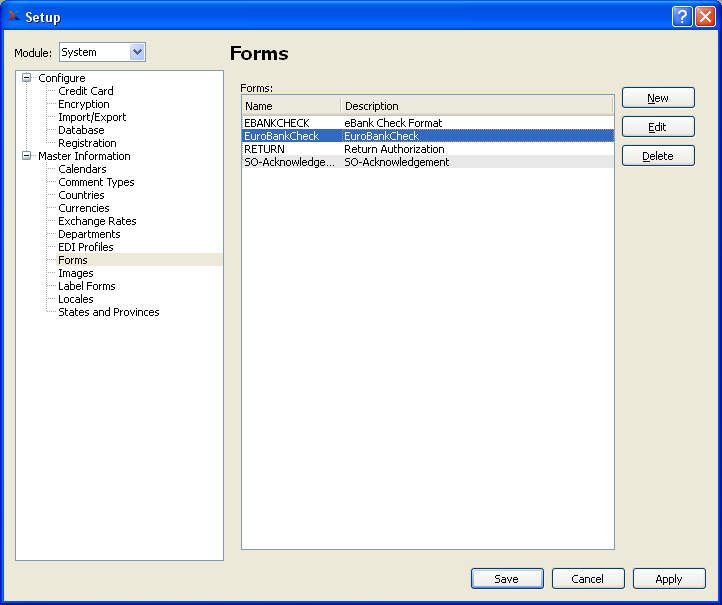 Setup
Module: System
Forms
Configure
Credit Card
Encryption
Import/Export
Database
Registration
Master Information
Calendars
Comment Types
Countries
Currencies
Exchange Rates
Departments
EDI Profiles
Forms
Images
Label Forms
Locales
States and Provinces
Forms:
Name Description
EBANKCHECK eBank Check Format
EuroBankCheck EuroBankCheck
RETURN Return Authorization
SO-Acknowledge... SO-Acknowledgement
New
Edit
Delete
Save Cancel Apply